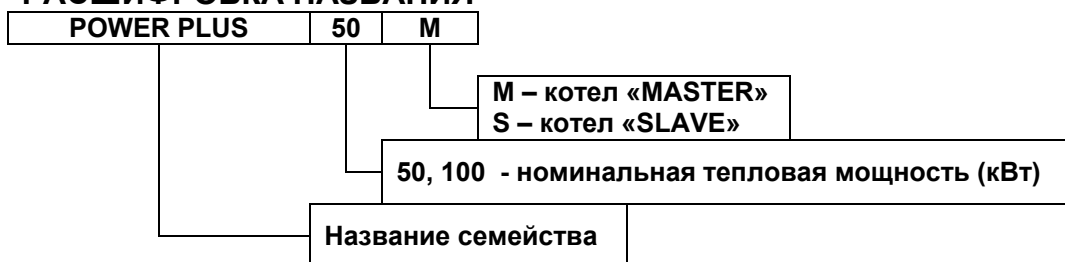 РАСШИФРОВКА НАЗВАНИЯ
POWER PLUS 50 M
M – котел «MASTER»
S – котел «SLAVE»
50, 100 - номинальная тепловая мощность (кВт)
Название семейства